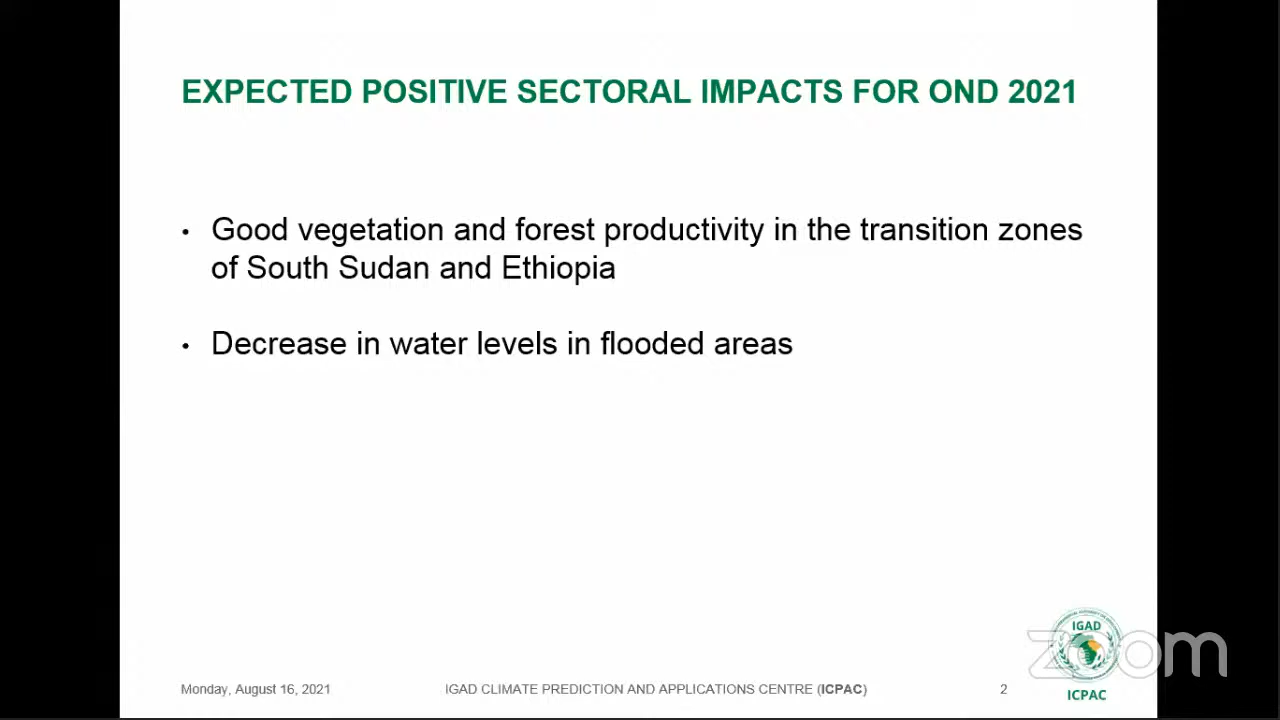 EXPECTED POSITIVE SECTORAL IMPACTS FOR OND 2021
• Good vegetation and forest productivity in the transition zones
of South Sudan and Ethiopia
• Decrease in water levels in flooded areas
IGAD
zoom
ICPAC
Monday, August 16, 2021
IGAD CLIMATE PREDICTION AND APPLICATIONS CENTRE (ICPAC)
2